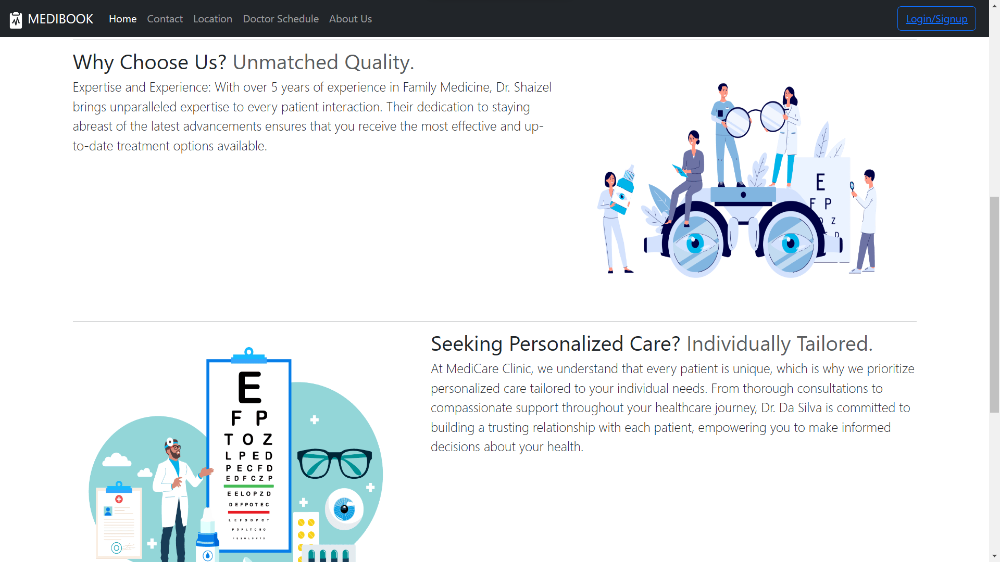 MEDIBOOK Home Contact Location Doctor Schedule About Us Login/Signup
Why Choose Us? Unmatched Quality.
Expertise and Experience: With over 5 years of experience in Family Medicine, Dr. Shaizel
brings unparalleled expertise to every patient interaction. Their dedication to staying
abreast of the latest advancements ensures that you receive the most effective and up-
to-date treatment options available.
E
F P
O Z
D
Seeking Personalized Care? Individually Tailored.
At MediCare Clinic, we understand that every patient is unique, which is why we prioritize
personalized care tailored to your individual needs. From thorough consultations to
compassionate support throughout your healthcare journey, Dr. Da Silva is committed to
building a trusting relationship with each patient, empowering you to make informed
decisions about your health.
E
F P
T O Z
L P E D
P E C F D
E D F C Z P
E E L O P Z D
D E F P O T E C
L E F O D P C T
F D P L T C E O